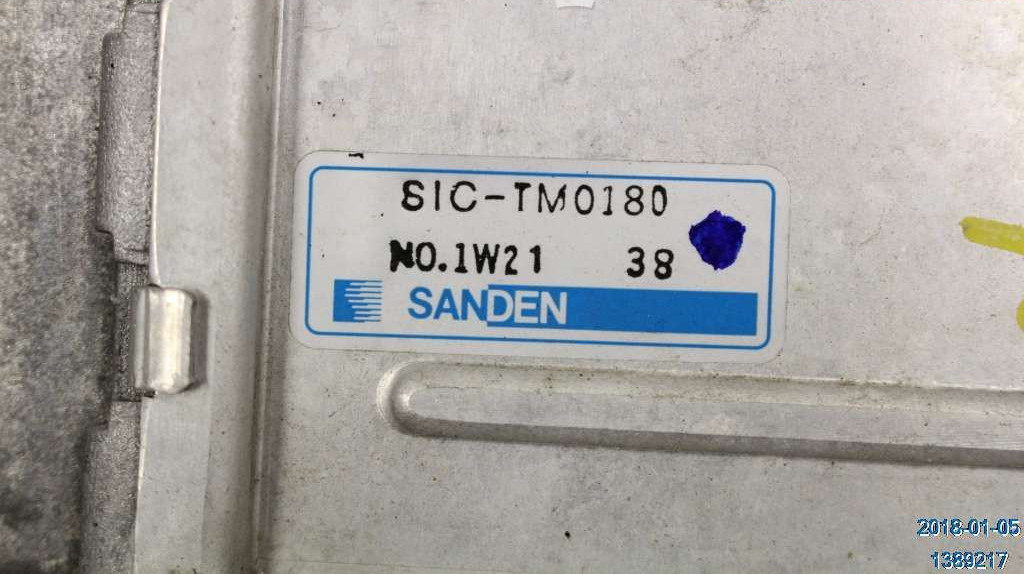 SIC-TM0180
NO.1W21 38
SANDEN
2018-01-05
1389217